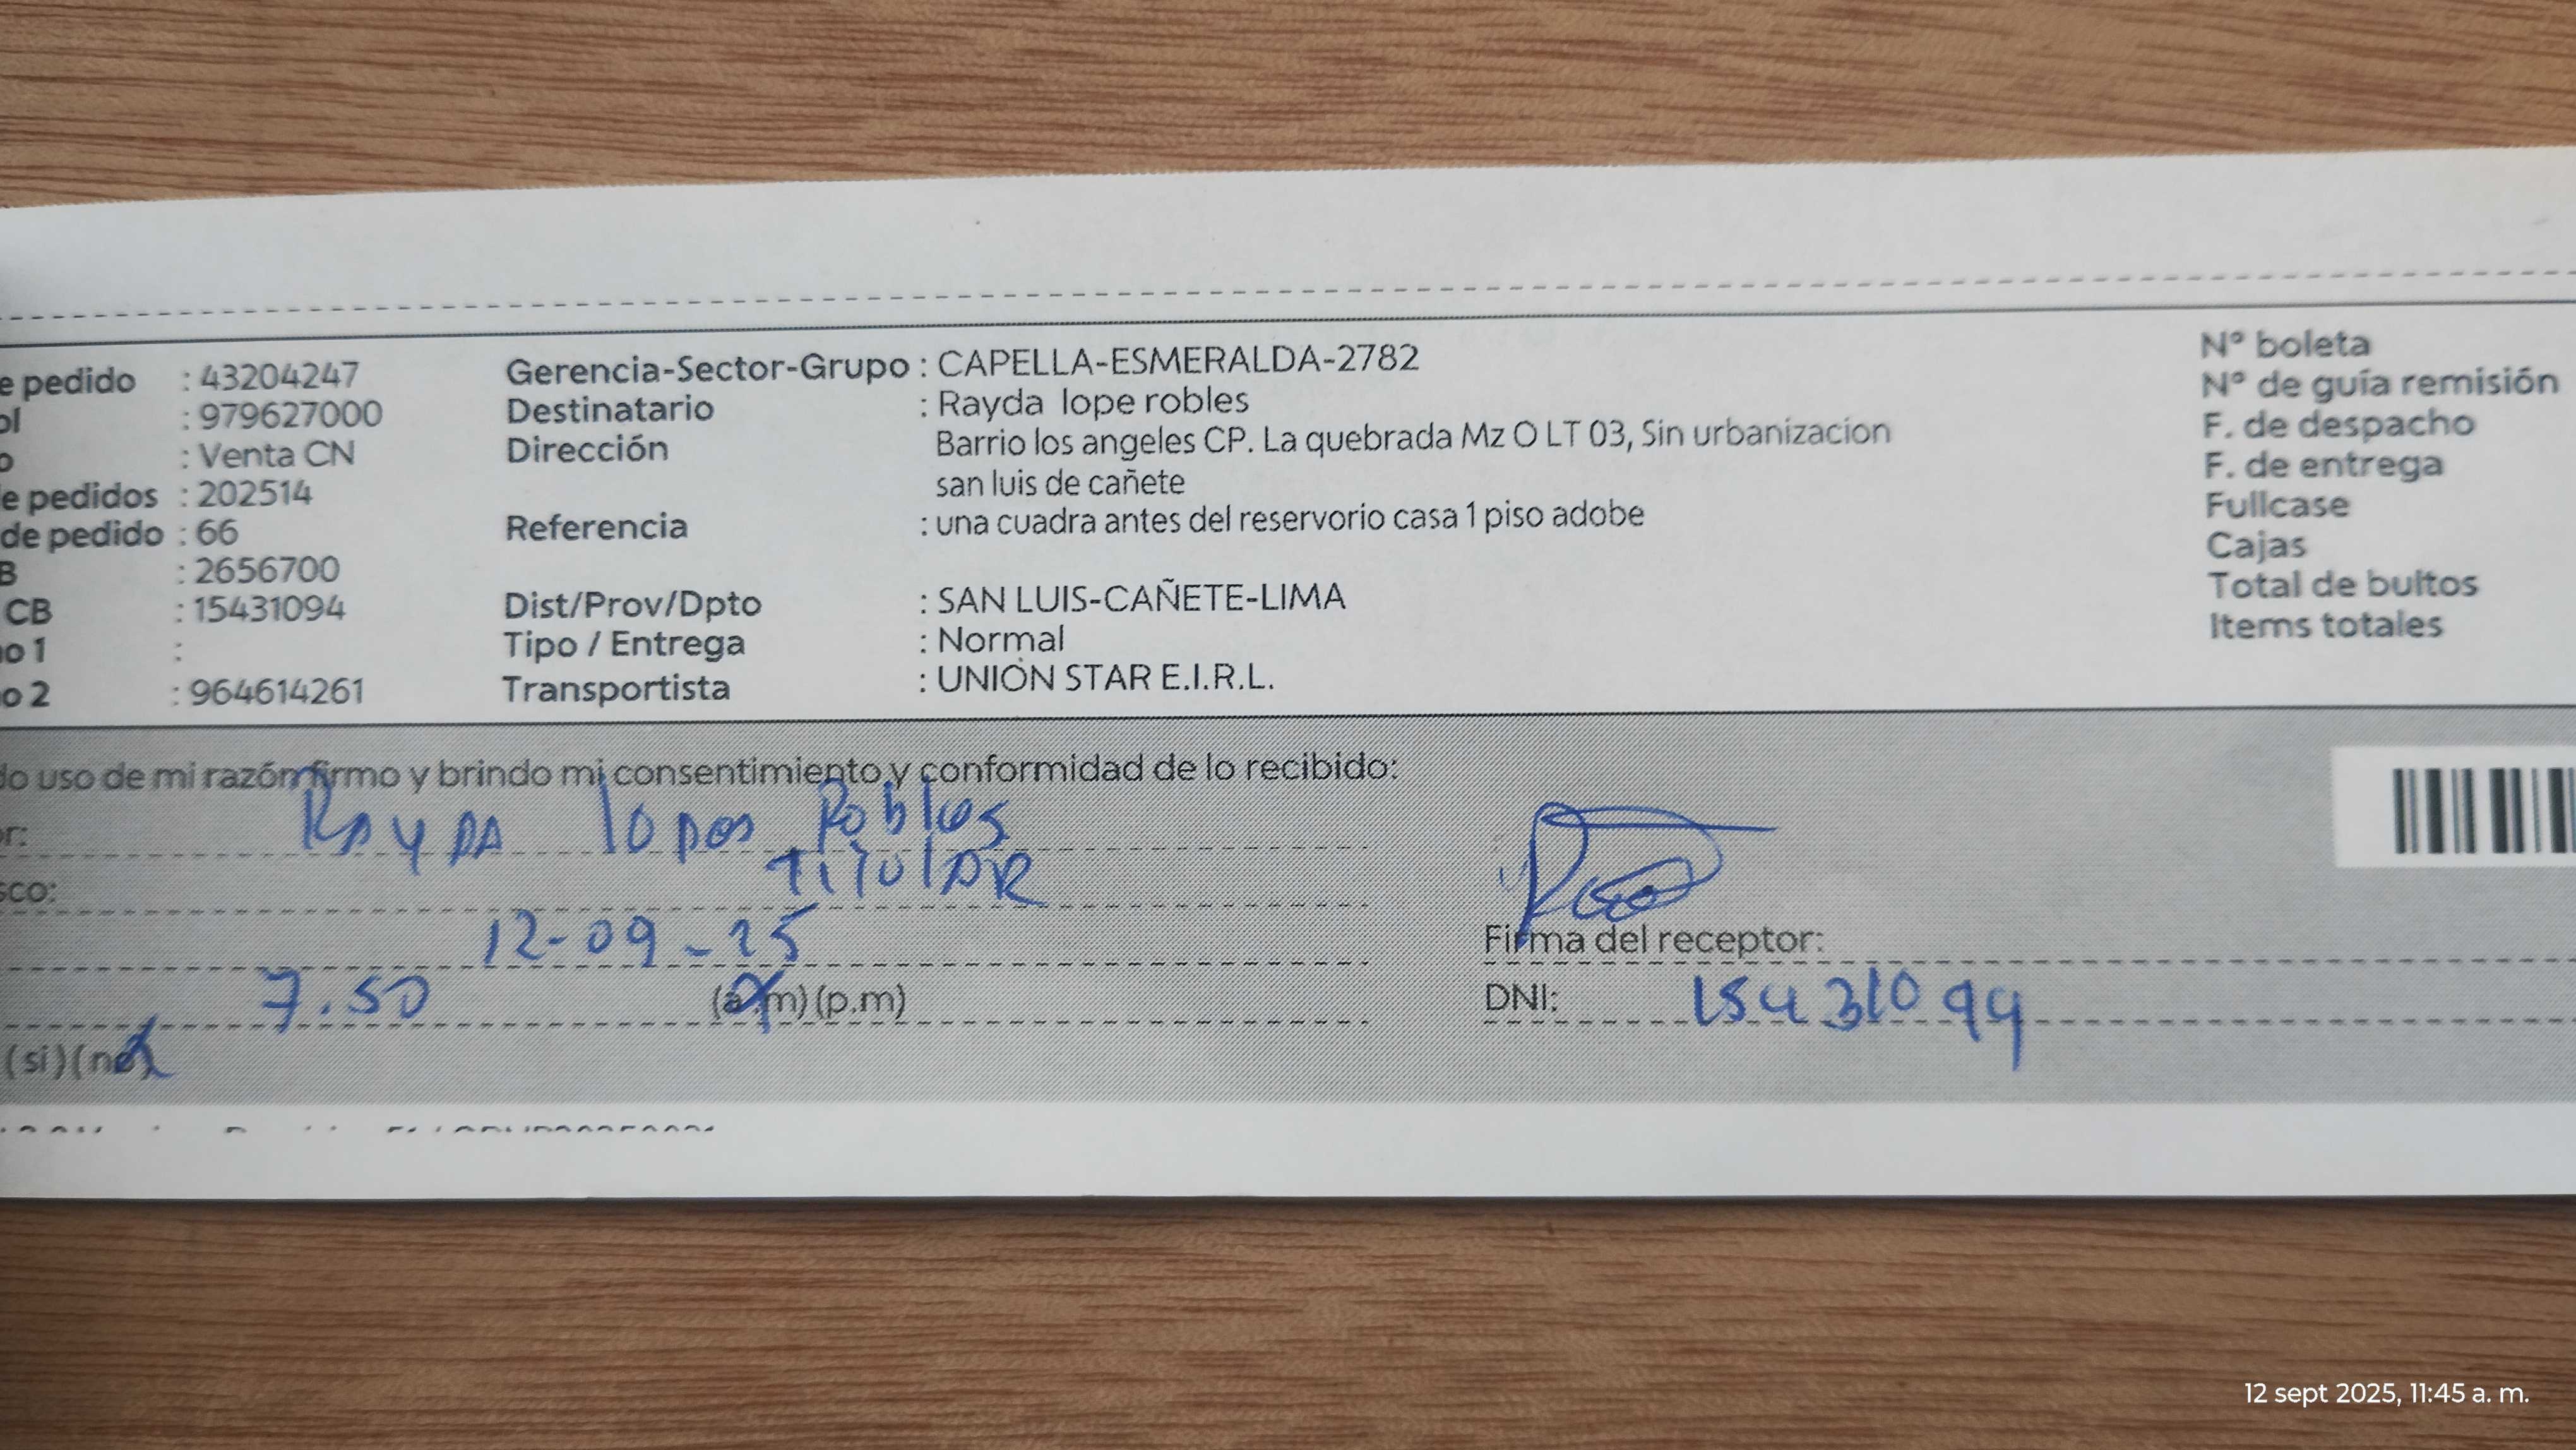 e pedido : 43204247 Gerencia-Sector-Grupo : CAPELLA-ESMERALDA-2782 N° boleta
ol : 979627000 Destinatario : Rayda lope robles N° de guía remisión
o : Venta CN Dirección Barrio los angeles CP. La quebrada Mz O LT 03, Sin urbanizacion F. de despacho
e pedidos : 202514 san luis de cañete F. de entrega
de pedido : 66 Referencia : una cuadra antes del reservorio casa 1 piso adobe Fullcase
B : 2656700 Cajas
CB : 15431094 Dist/Prov/Dpto : SAN LUIS-CAÑETE-LIMA Total de bultos
no 1 : Tipo / Entrega : Normal Items totales
no 2 : 964614261 Transportista : UNIÓN STAR E.I.R.L.
do uso de mi razón firmo y brindo mi consentimiento y conformidad de lo recibido:
or: RAyDA Robles
TITULAR
sco:
12-09-25
Firma del receptor:
7.50 (a.m) (p.m)
DNI:
(si) (no)
12 sept 2025, 11:45 a. m.